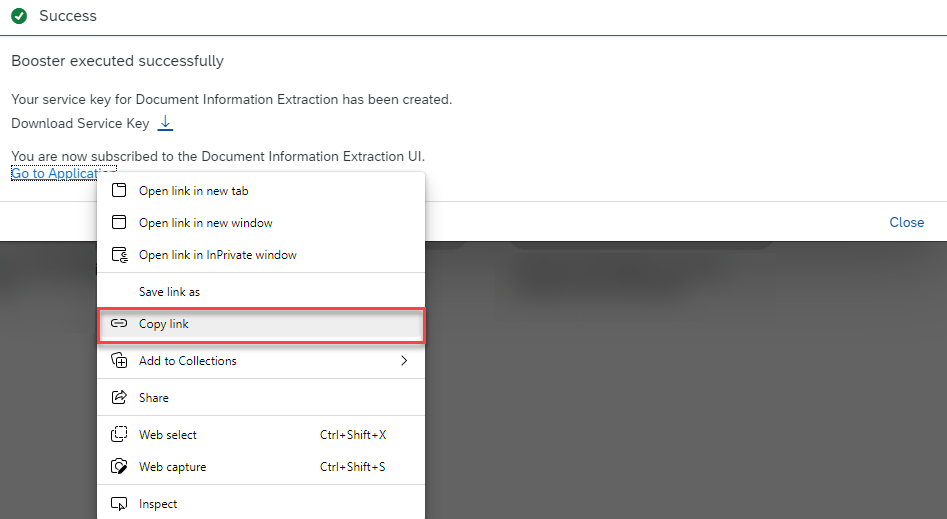 Success
Booster executed successfully
Your service key for Document Information Extraction has been created.
Download Service Key
You are now subscribed to the Document Information Extraction UI.
Go to Application
Open link in new tab
Open link in new window
Close
Open link in InPrivate window
Save link as
Copy link
Add to Collections
Share
Web select Ctrl+Shift+X
Web capture Ctrl+Shift+S
Inspect